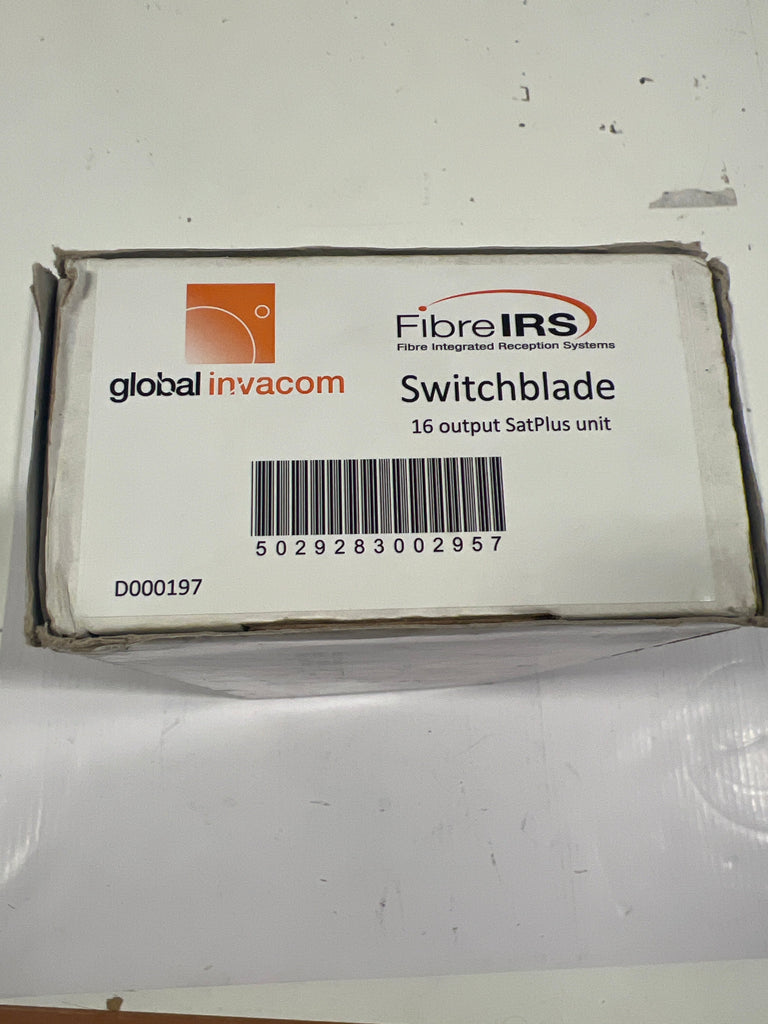 global invacom
FibreIRS
Fibre Integrated Reception Systems
Switchblade
16 output SatPlus unit
5029283002957
D000197